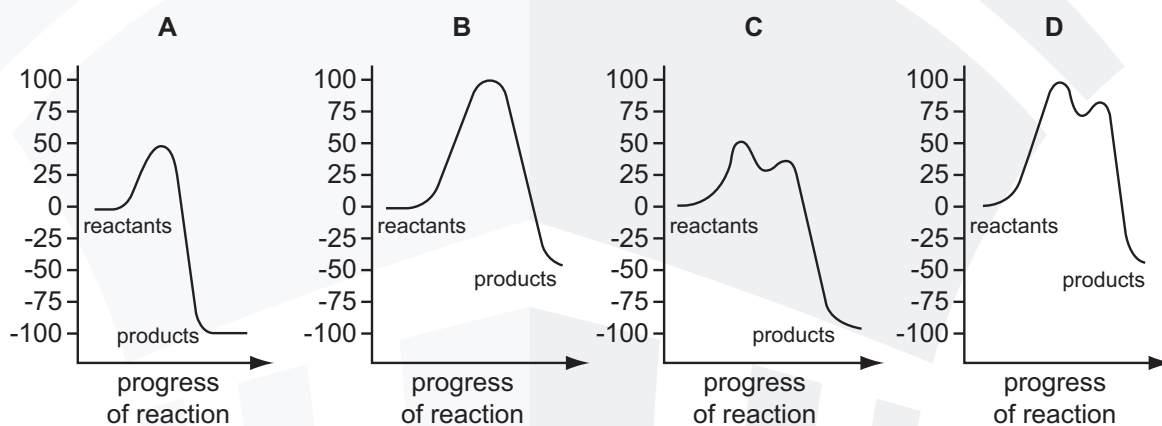 A
100
75
50
25
0
-25
-50
-75
-100
reactants
products
progress
of reaction
B
100
75
50
25
0
-25
-50
-75
-100
reactants
products
progress
of reaction
C
100
75
50
25
0
-25
-50
-75
-100
reactants
products
progress
of reaction
D
100
75
50
25
0
-25
-50
-75
-100
reactants
products
progress
of reaction